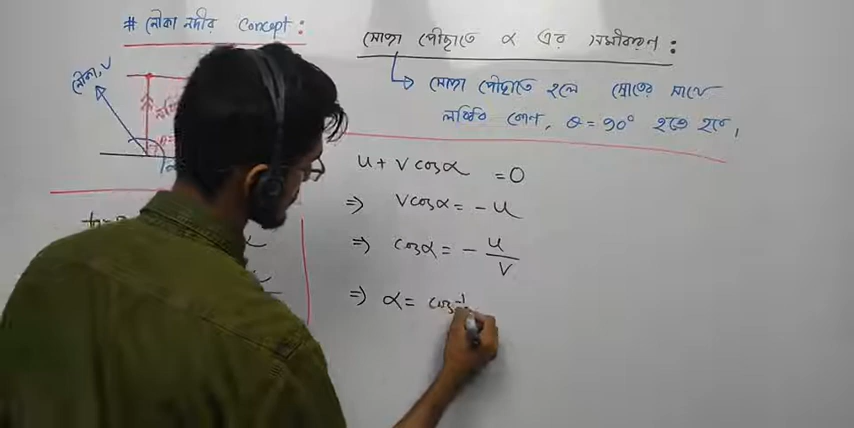 # নৌকা নদীর Concept :
নৌকা, V
সোজা পৌঁছাতে α এর সমীকরণ :
সোজা পৌঁছাতে হলে স্রোতের সাথে
লব্ধির কোণ, θ = 90° হতে হবে,
u + v cosα = 0
⇒ v cosα = - u
⇒ cosα = - u/v
⇒ α = cos⁻¹